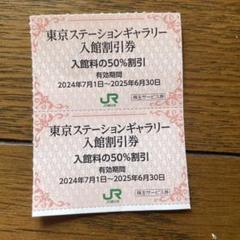 東京ステーションギャラリー
入館割引券
入館料の50%割引
有効期間
2024年7月1日～2025年6月30日
JR
株主サービス券
東京ステーションギャラリー
入館割引券
入館料の50%割引
有効期間
2024年7月1日～2025年6月30日
JR
株主サービス券